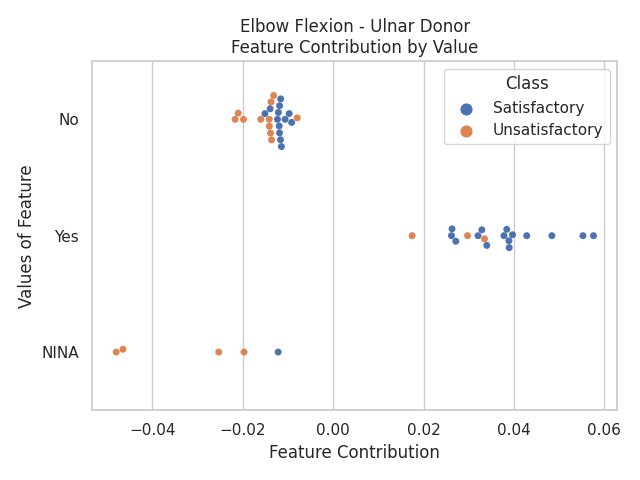 Elbow Flexion - Ulnar Donor
Feature Contribution by Value
Class
Satisfactory
Unsatisfactory
Values of Feature
No
Yes
NINA
−0.04 −0.02 0.00 0.02 0.04 0.06
Feature Contribution